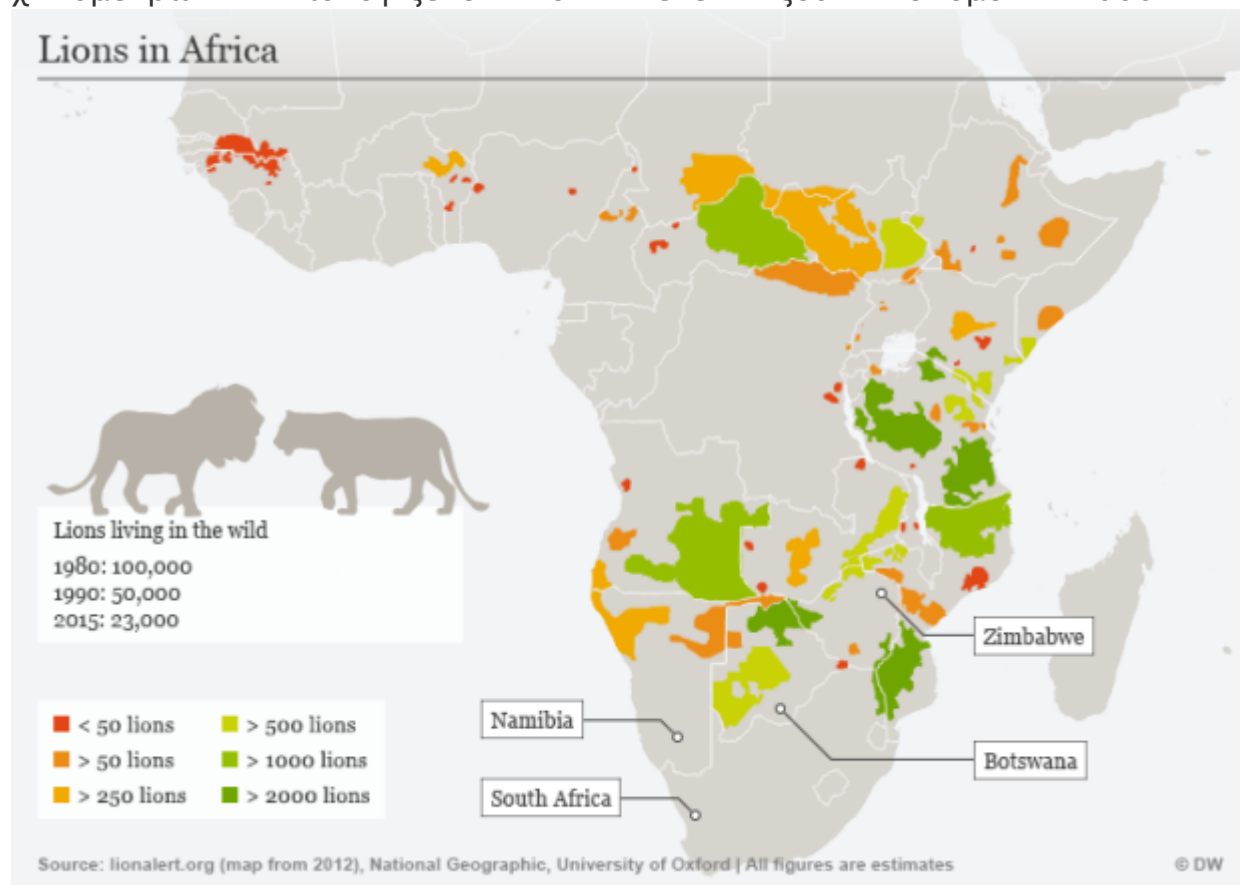 Lions in Africa
Lions living in the wild
1980: 100,000
1990: 50,000
2015: 23,000
Zimbabwe
Namibia
Botswana
South Africa
< 50 lions
> 500 lions
> 50 lions
> 1000 lions
> 250 lions
> 2000 lions
Source: lionalert.org (map from 2012), National Geographic, University of Oxford | All figures are estimates
© DW